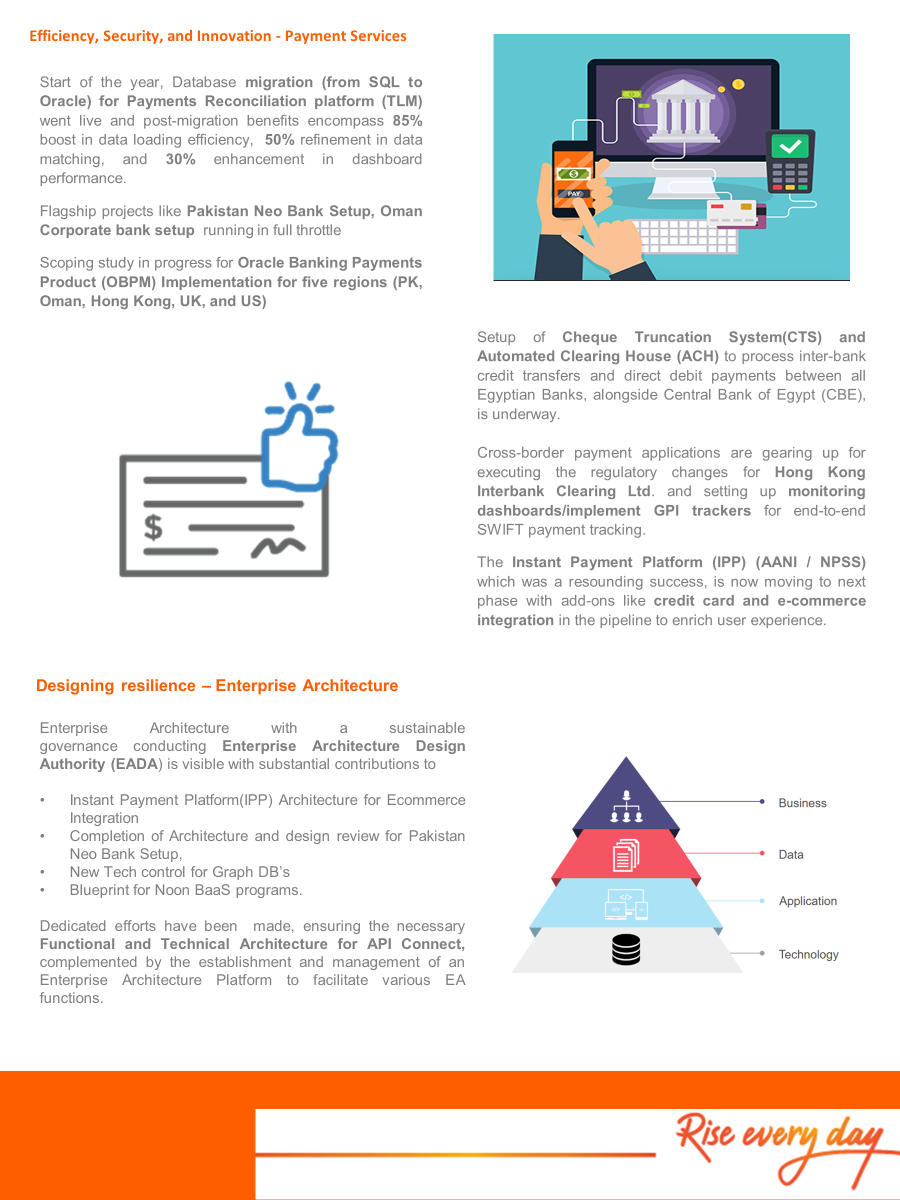 Efficiency, Security, and Innovation - Payment Services
Start of the year, Database migration (from SQL to
Oracle) for Payments Reconciliation platform (TLM)
went live and post-migration benefits encompass 85%
boost in data loading efficiency, 50% refinement in data
matching, and 30% enhancement in dashboard
performance.
Flagship projects like Pakistan Neo Bank Setup, Oman
Corporate bank setup running in full throttle
Scoping study in progress for Oracle Banking Payments
Product (OBPM) Implementation for five regions (PK,
Oman, Hong Kong, UK, and US)
$
PAY
Setup of Cheque Truncation System(CTS) and
Automated Clearing House (ACH) to process inter-bank
credit transfers and direct debit payments between all
Egyptian Banks, alongside Central Bank of Egypt (CBE),
is underway.
Cross-border payment applications are gearing up for
executing the regulatory changes for Hong Kong
Interbank Clearing Ltd. and setting up monitoring
dashboards/implement GPI trackers for end-to-end
SWIFT payment tracking.
The Instant Payment Platform (IPP) (AANI / NPSS)
which was a resounding success, is now moving to next
phase with add-ons like credit card and e-commerce
integration in the pipeline to enrich user experience.
$
Designing resilience – Enterprise Architecture
Enterprise Architecture with a sustainable
governance conducting Enterprise Architecture Design
Authority (EADA) is visible with substantial contributions to
• Instant Payment Platform(IPP) Architecture for Ecommerce
Integration
• Completion of Architecture and design review for Pakistan
Neo Bank Setup,
• New Tech control for Graph DB's
• Blueprint for Noon BaaS programs.
Dedicated efforts have been made, ensuring the necessary
Functional and Technical Architecture for API Connect,
complemented by the establishment and management of an
Enterprise Architecture Platform to facilitate various EA
functions.
Business
Data
</>
Application
Technology
Rise every day